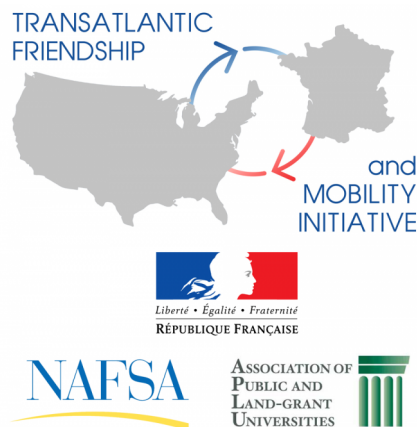 TRANSATLANTIC
FRIENDSHIP
and
MOBILITY
INITIATIVE
Liberté • Égalité • Fraternité
RÉPUBLIQUE FRANÇAISE
NAFSA
ASSOCIATION OF
PUBLIC AND
LAND-GRANT
UNIVERSITIES